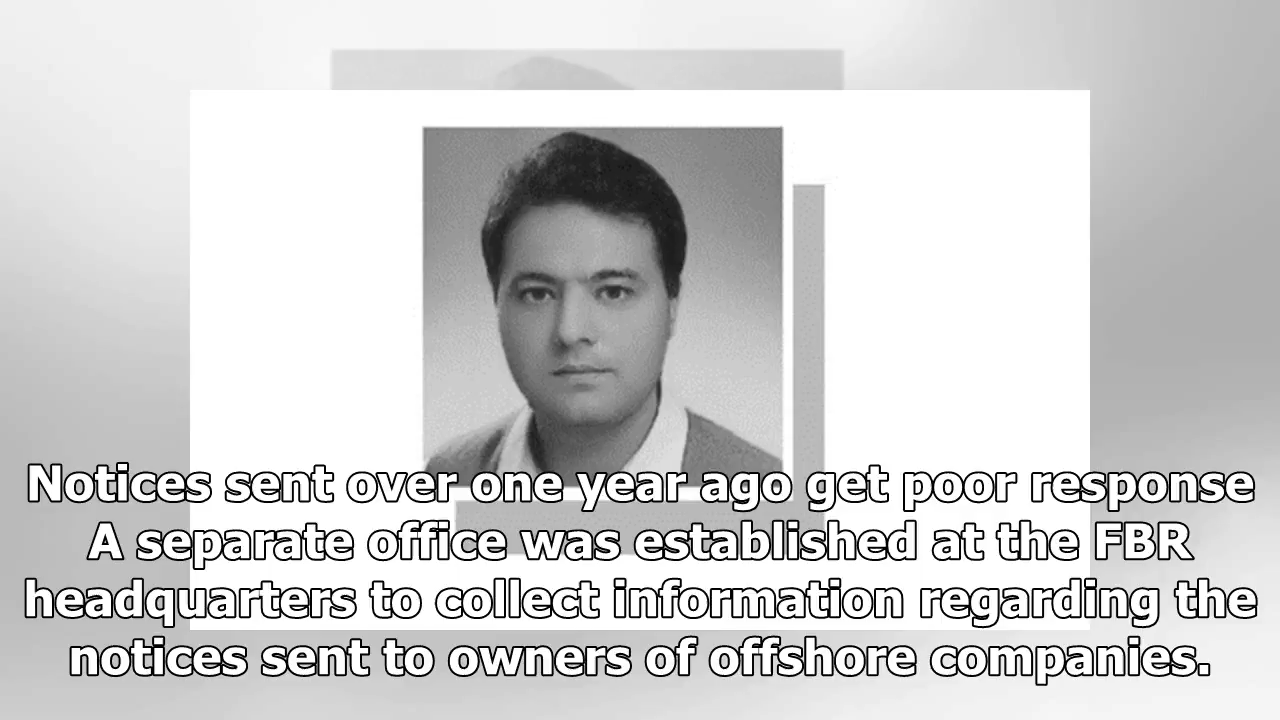 Notices sent over one year ago get poor response
A separate office was established at the FBR
headquarters to collect information regarding the
notices sent to owners of offshore companies.